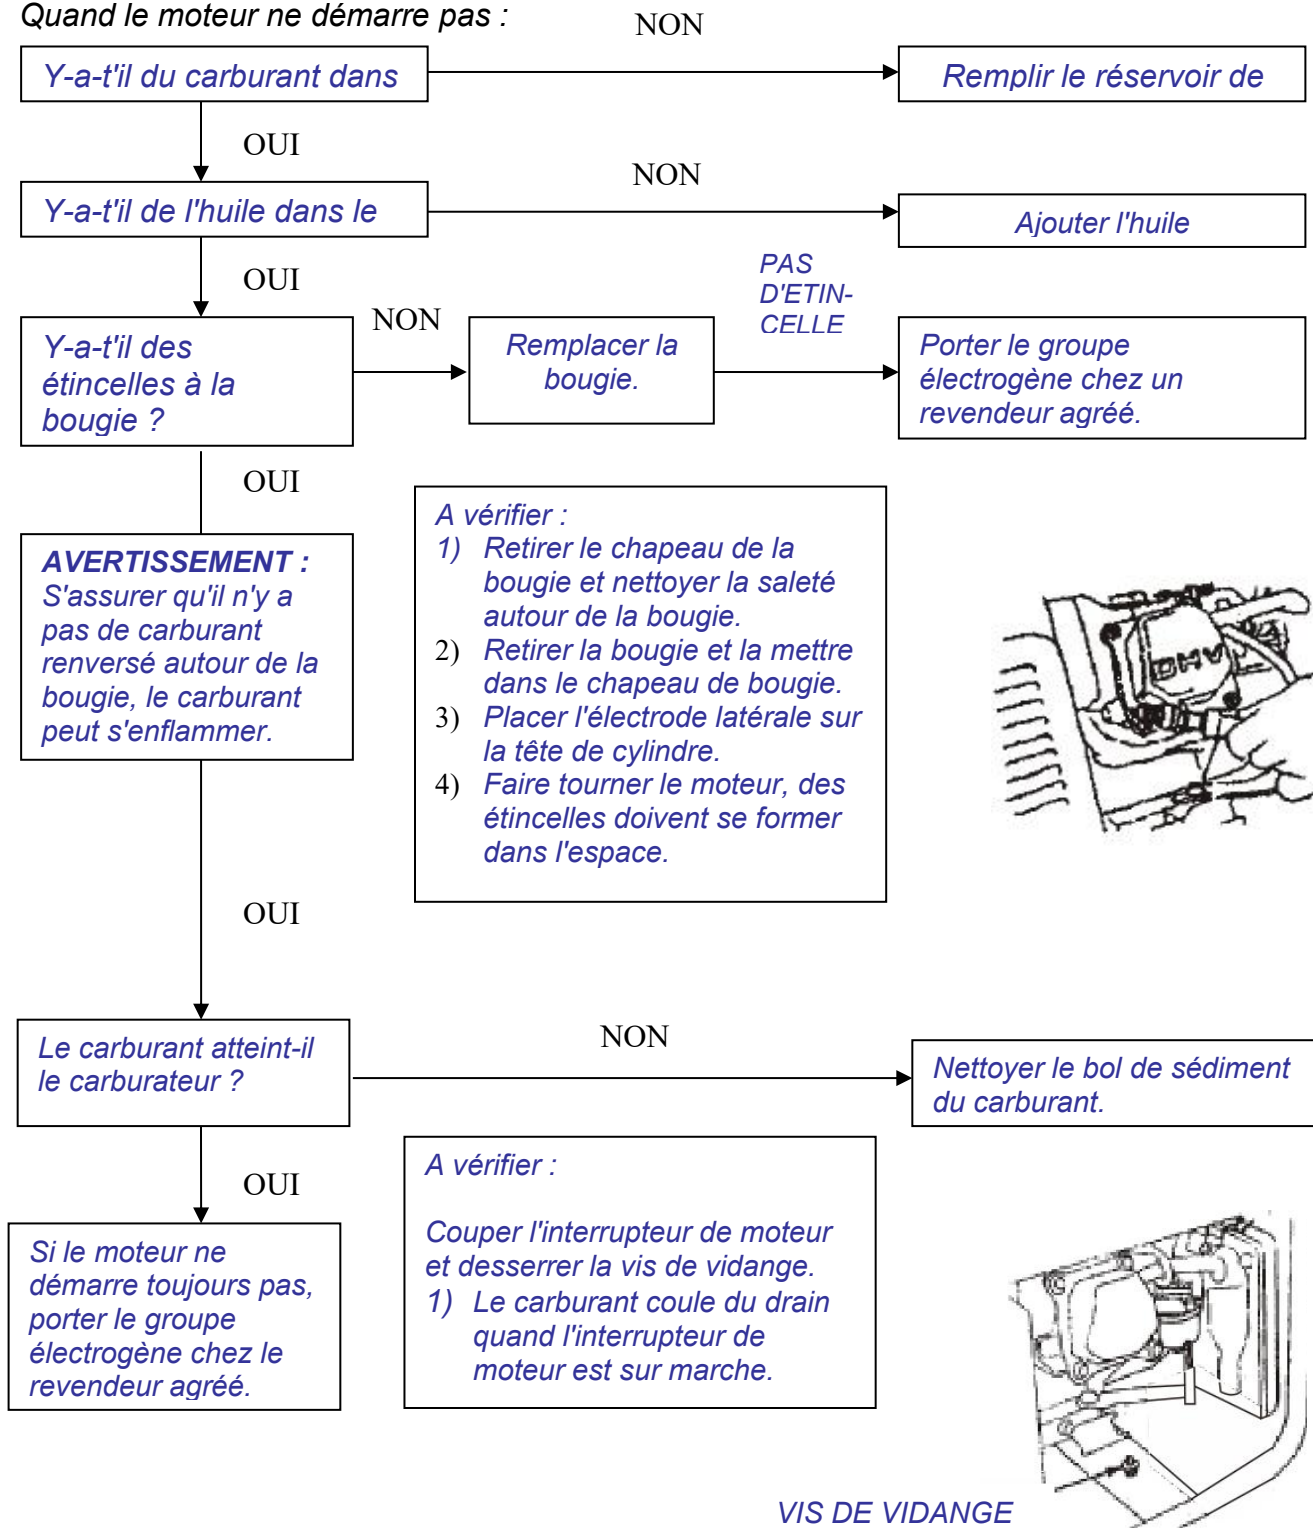 Quand le moteur ne démarre pas :
NON
Y-a-t'il du carburant dans
Remplir le réservoir de
OUI
NON
Y-a-t'il de l'huile dans le
Ajouter l'huile
OUI
PAS
D'ETIN-
CELLE
NON
Y-a-t'il des
étincelles à la
bougie ?
Remplacer la
bougie.
Porter le groupe
électrogène chez un
revendeur agréé.
OUI
AVERTISSEMENT :
S'assurer qu'il n'y a
pas de carburant
renversé autour de la
bougie, le carburant
peut s'enflammer.
A vérifier :
1) Retirer le chapeau de la
bougie et nettoyer la saleté
autour de la bougie.
2) Retirer la bougie et la mettre
dans le chapeau de bougie.
3) Placer l'électrode latérale sur
la tête de cylindre.
4) Faire tourner le moteur, des
étincelles doivent se former
dans l'espace.
OHV
OUI
Le carburant atteint-il
le carburateur ?
NON
Nettoyer le bol de sédiment
du carburant.
OUI
A vérifier :
Couper l'interrupteur de moteur
et desserrer la vis de vidange.
1) Le carburant coule du drain
quand l'interrupteur de
moteur est sur marche.
Si le moteur ne
démarre toujours pas,
porter le groupe
électrogène chez le
revendeur agréé.
VIS DE VIDANGE